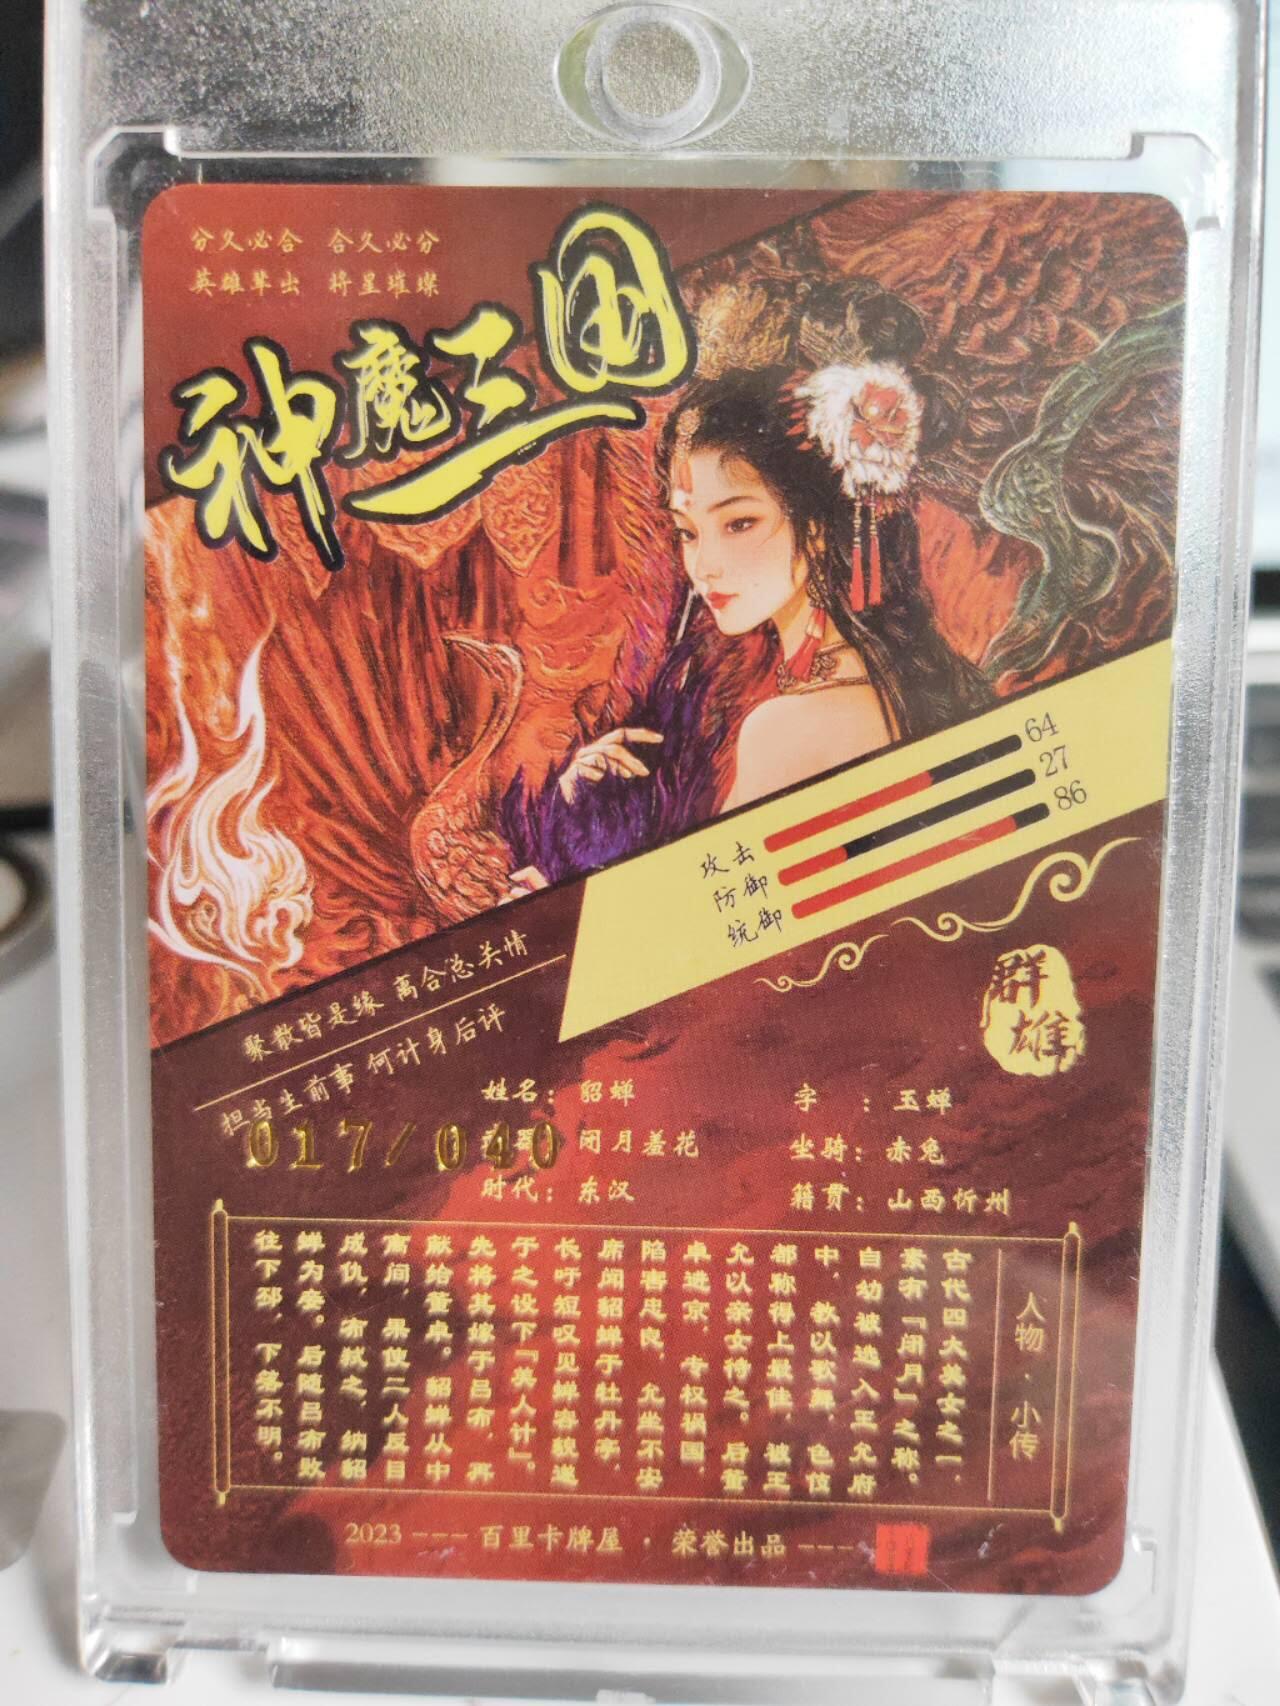 分久必合 合久必分
英雄辈出 将星璀璨
神魔三国
攻击 64
防御 27
统御 86
聚散皆是缘 离合总关情
担当生前事 何计身后评
群雄
姓名：貂蝉
字：玉蝉
017/040
闭月羞花
坐骑：赤兔
时代：东汉
籍贯：山西忻州
人物·小传
古代四大美女之一，
素有『闭月』之称。
自幼被选入王允府
中，教以歌舞，色伎
都称得上最佳，被王
允以亲女待之。后董
卓进京，专权祸国，
陷害忠良，允坐不安
席闻貂蝉于牡丹亭，
长吁短叹见蝉容貌遂
于之设下『美人计』。
先将其嫁于吕布，再
献给董卓。貂蝉从中
离间，果使二人反目
成仇，布弑之，纳貂
蝉为妾。后随吕布败
往下邳，下落不明。
2023 --- 百里卡牌屋 · 荣誉出品 ---